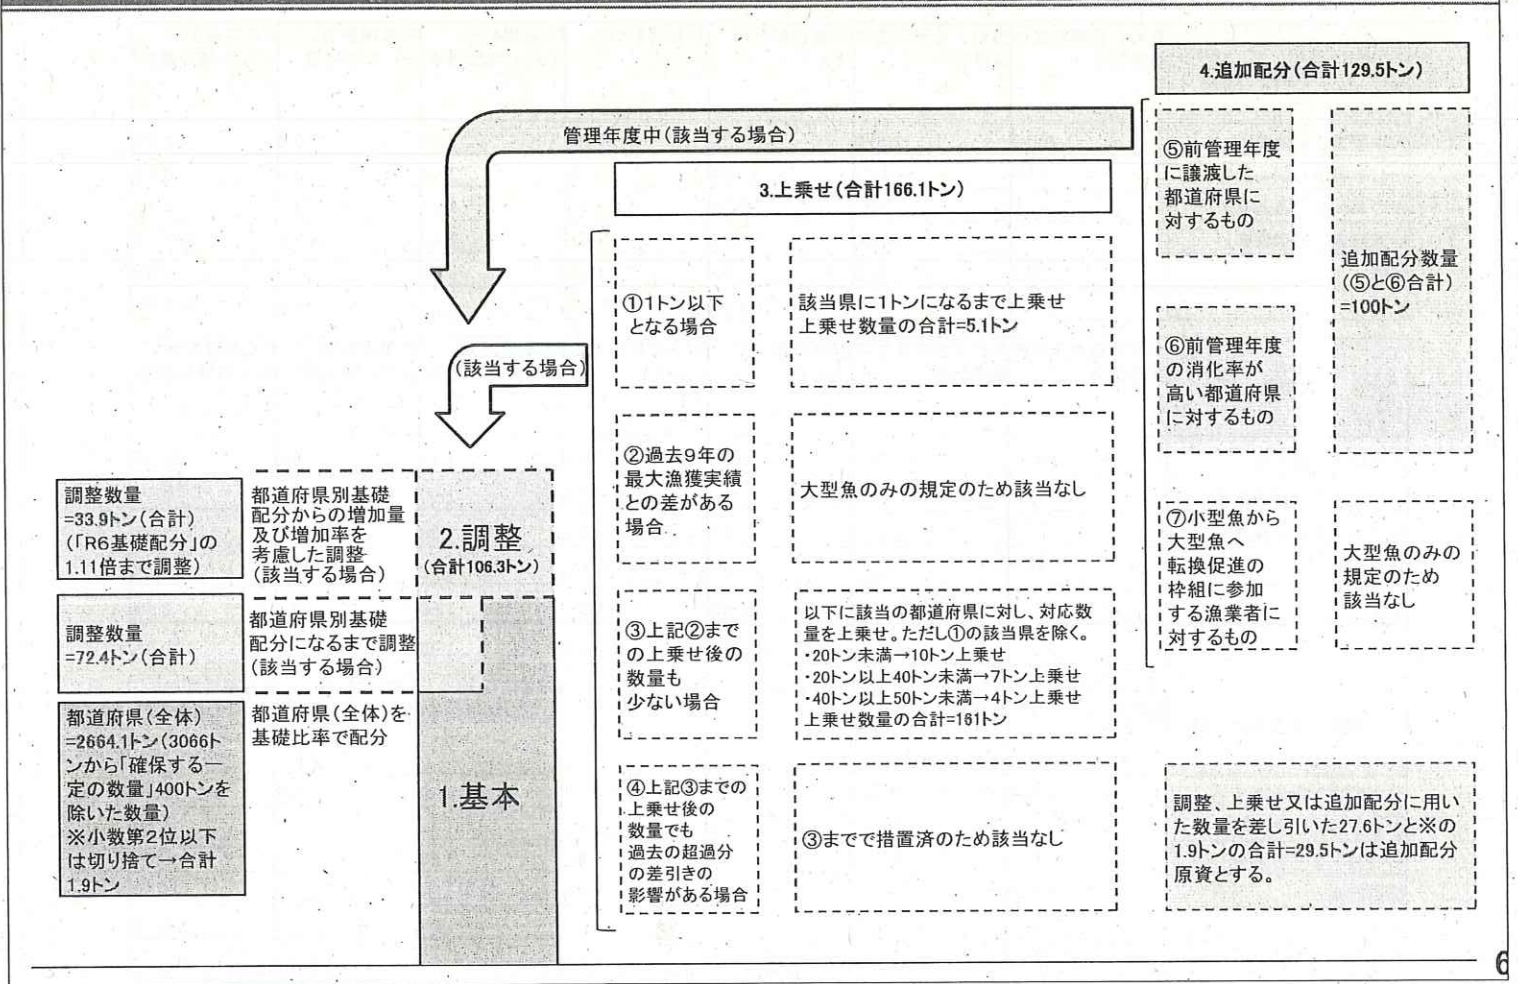 4.追加配分(合計129.5トン)
管理年度中(該当する場合)
⑤前管理年度
に譲渡した
都道府県に
対するもの
追加配分数量
(⑤と⑥合計)
=100トン
⑥前管理年度
の消化率が
高い都道府県
に対するもの
⑦小型魚から
大型魚へ
転換促進の
枠組に参加
する漁業者に
対するもの
大型魚のみの
規定のため
該当なし
3.上乗せ(合計166.1トン)
①1トン以下
となる場合
該当県に1トンになるまで上乗せ
上乗せ数量の合計=5.1トン
(該当する場合)
②過去9年の
最大漁獲実績
との差がある
場合
大型魚のみの規定のため該当なし
③上記②まで
の上乗せ後の
数量も
少ない場合
以下に該当の都道府県に対し、対応数
量を上乗せ。ただし①の該当県を除く。
・20トン未満→10トン上乗せ
・20トン以上40トン未満→7トン上乗せ
・40トン以上50トン未満→4トン上乗せ
上乗せ数量の合計=161トン
④上記③までの
上乗せ後の
数量でも
過去の超過分
の差引きの
影響がある場合
③までで措置済のため該当なし
調整数量
=33.9トン(合計)
(「R6基礎配分」の
1.11倍まで調整)
都道府県別基礎
配分からの増加量
及び増加率を
考慮した調整
(該当する場合)
2.調整
(合計106.3トン)
調整数量
=72.4トン(合計)
都道府県別基礎
配分になるまで調整
(該当する場合)
都道府県(全体)
=2664.1トン(3066ト
ンから「確保する一
定の数量」400トンを
除いた数量)
※小数第2位以下
は切り捨て→合計
1.9トン
都道府県(全体)を
基礎比率で配分
1.基本
調整、上乗せ又は追加配分に用い
た数量を差し引いた27.6トンと※の
1.9トンの合計=29.5トンは追加配分
原資とする。
6